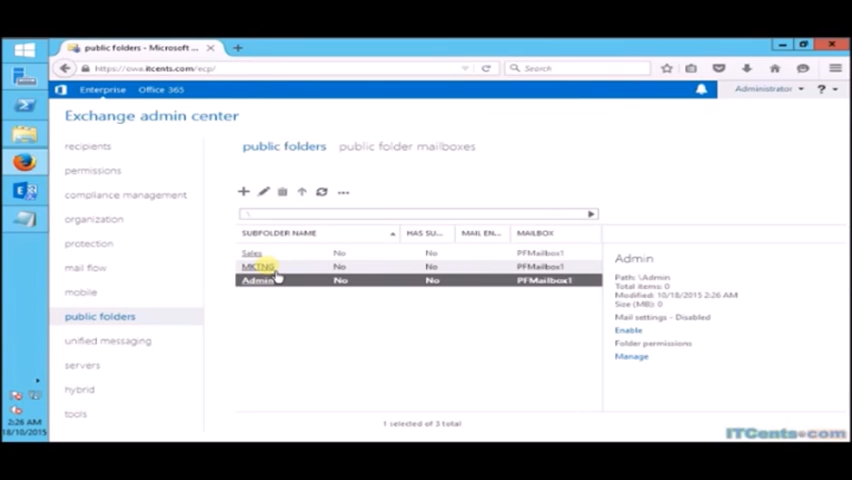 public folders - Microsoft ...
https://owa.itcents.com/ecp/
Search
Enterprise Office 365
Administrator ?
Exchange admin center
recipients
permissions
compliance management
organization
protection
mail flow
mobile
public folders
unified messaging
servers
hybrid
tools
public folders public folder mailboxes
\
SUBFOLDER NAME HAS SU... MAIL EN... MAILBOX
Sales No No PFMailbox1
MKTNG No No PFMailbox1
Admin No No PFMailbox1
1 selected of 3 total
Admin
Path: \Admin
Total items: 0
Modified: 10/18/2015 2:26 AM
Size (MB): 0
Mail settings - Disabled
Enable
Folder permissions
Manage
2:26 AM
18/10/2015
ITCents.com